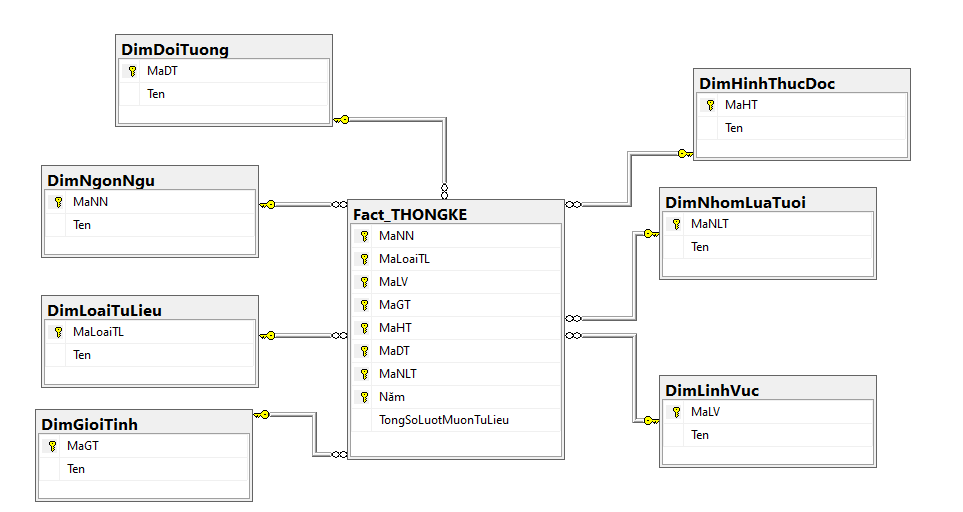 DimDoiTuong
MaDT
Ten
DimNgonNgu
MaNN
Ten
DimLoaiTuLieu
MaLoaiTL
Ten
DimGioiTinh
MaGT
Ten
Fact_THONGKE
MaNN
MaLoaiTL
MaLV
MaGT
MaHT
MaDT
MaNLT
Năm
TongSoLuotMuonTuLieu
DimHinhThucDoc
MaHT
Ten
DimNhomLuaTuoi
MaNLT
Ten
DimLinhVuc
MaLV
Ten